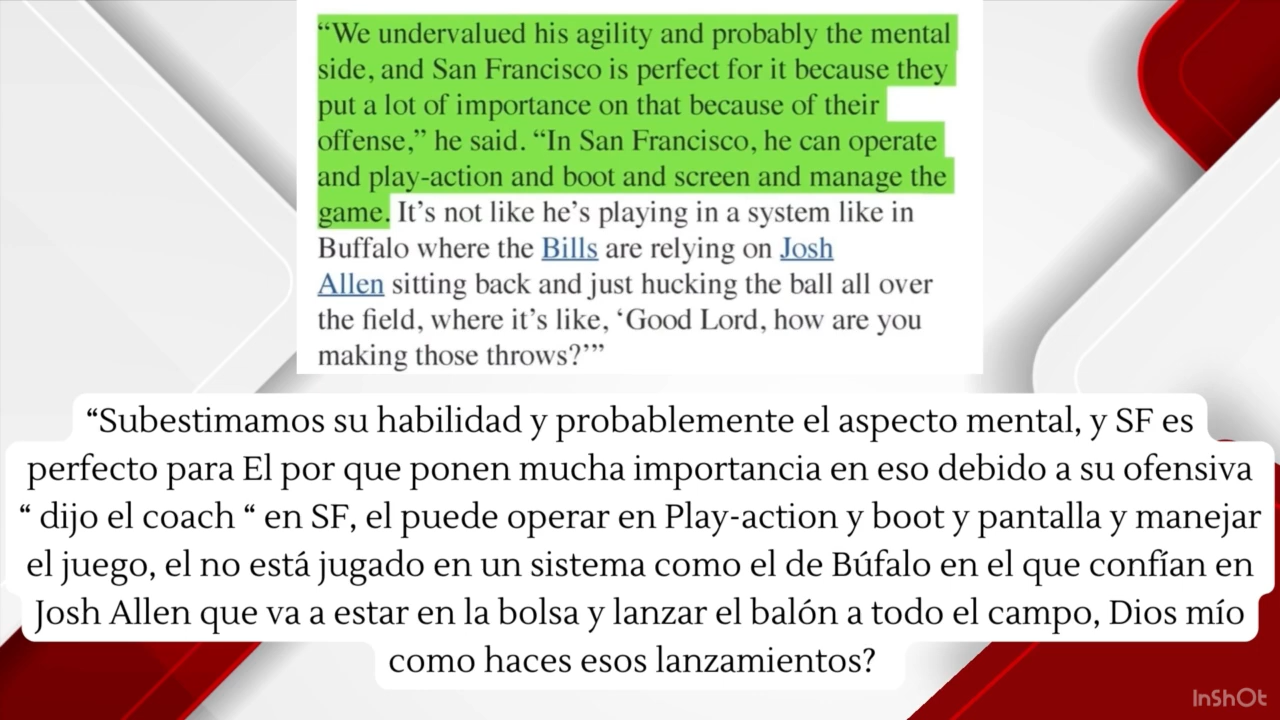 “We undervalued his agility and probably the mental
side, and San Francisco is perfect for it because they
put a lot of importance on that because of their
offense,” he said. “In San Francisco, he can operate
and play-action and boot and screen and manage the
game. It’s not like he’s playing in a system like in
Buffalo where the Bills are relying on Josh
Allen sitting back and just hucking the ball all over
the field, where it’s like, ‘Good Lord, how are you
making those throws?’”
“Subestimamos su habilidad y probablemente el aspecto mental, y SF es
perfecto para El por que ponen mucha importancia en eso debido a su ofensiva
“ dijo el coach “ en SF, el puede operar en Play-action y boot y pantalla y manejar
el juego, el no está jugado en un sistema como el de Búfalo en el que confían en
Josh Allen que va a estar en la bolsa y lanzar el balón a todo el campo, Dios mío
como haces esos lanzamientos?
InShOt